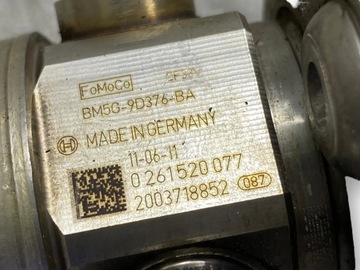 FoMoCo
BM5G-9D376-BA
MADE IN GERMANY
11-06-11
0 261 520 077
2003718852 087